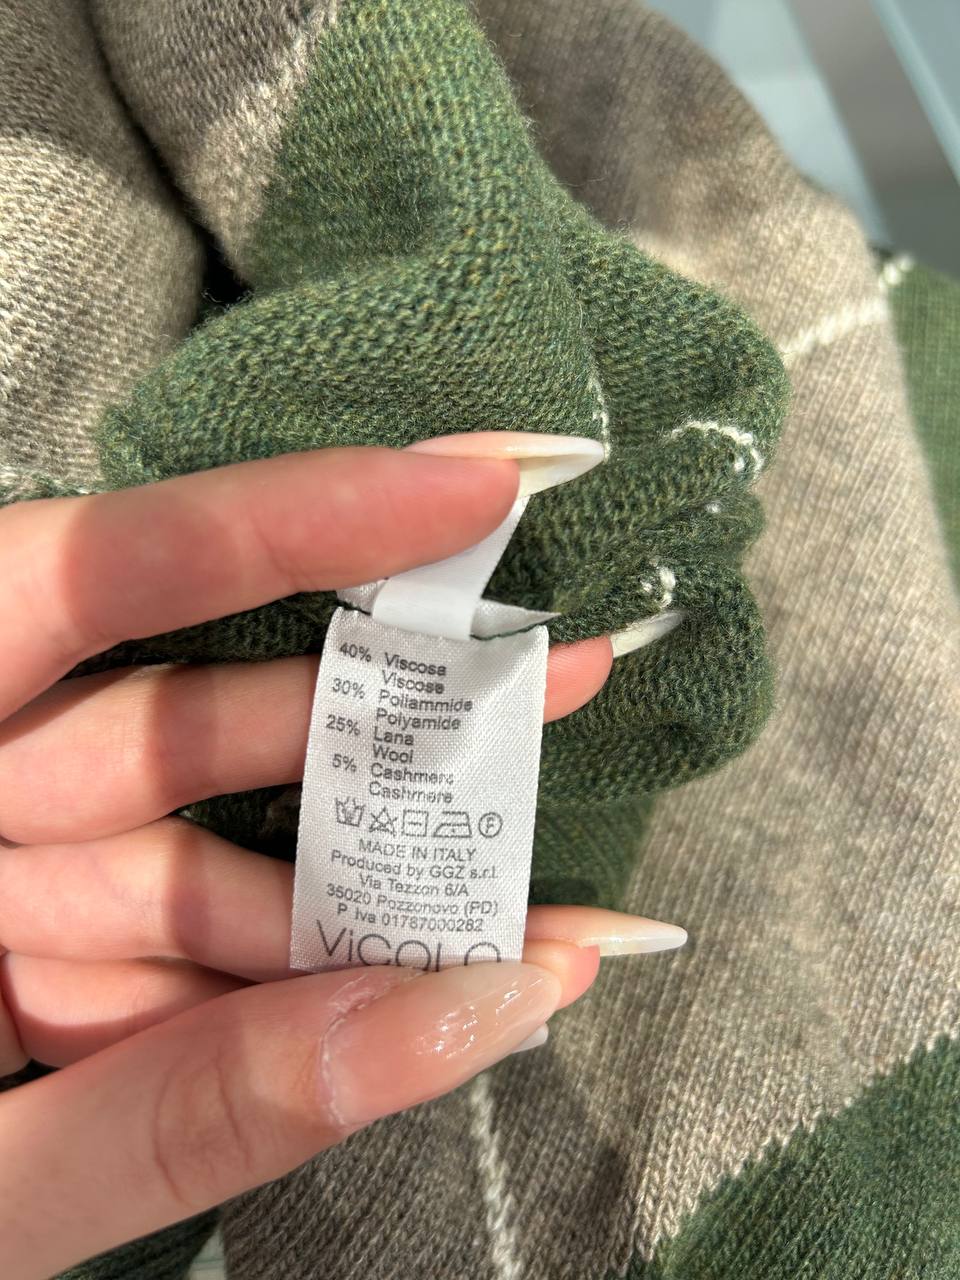 40% Viscosa
Viscose
30% Poliammide
Polyamide
25% Lana
Wool
5% Cashmere
Cashmere
F
MADE IN ITALY
Produced by GGZ s.r.l.
Via Tezzon 6/A
35020 Pozzonovo (PD)
P. Iva 01787000282
ViCOLO